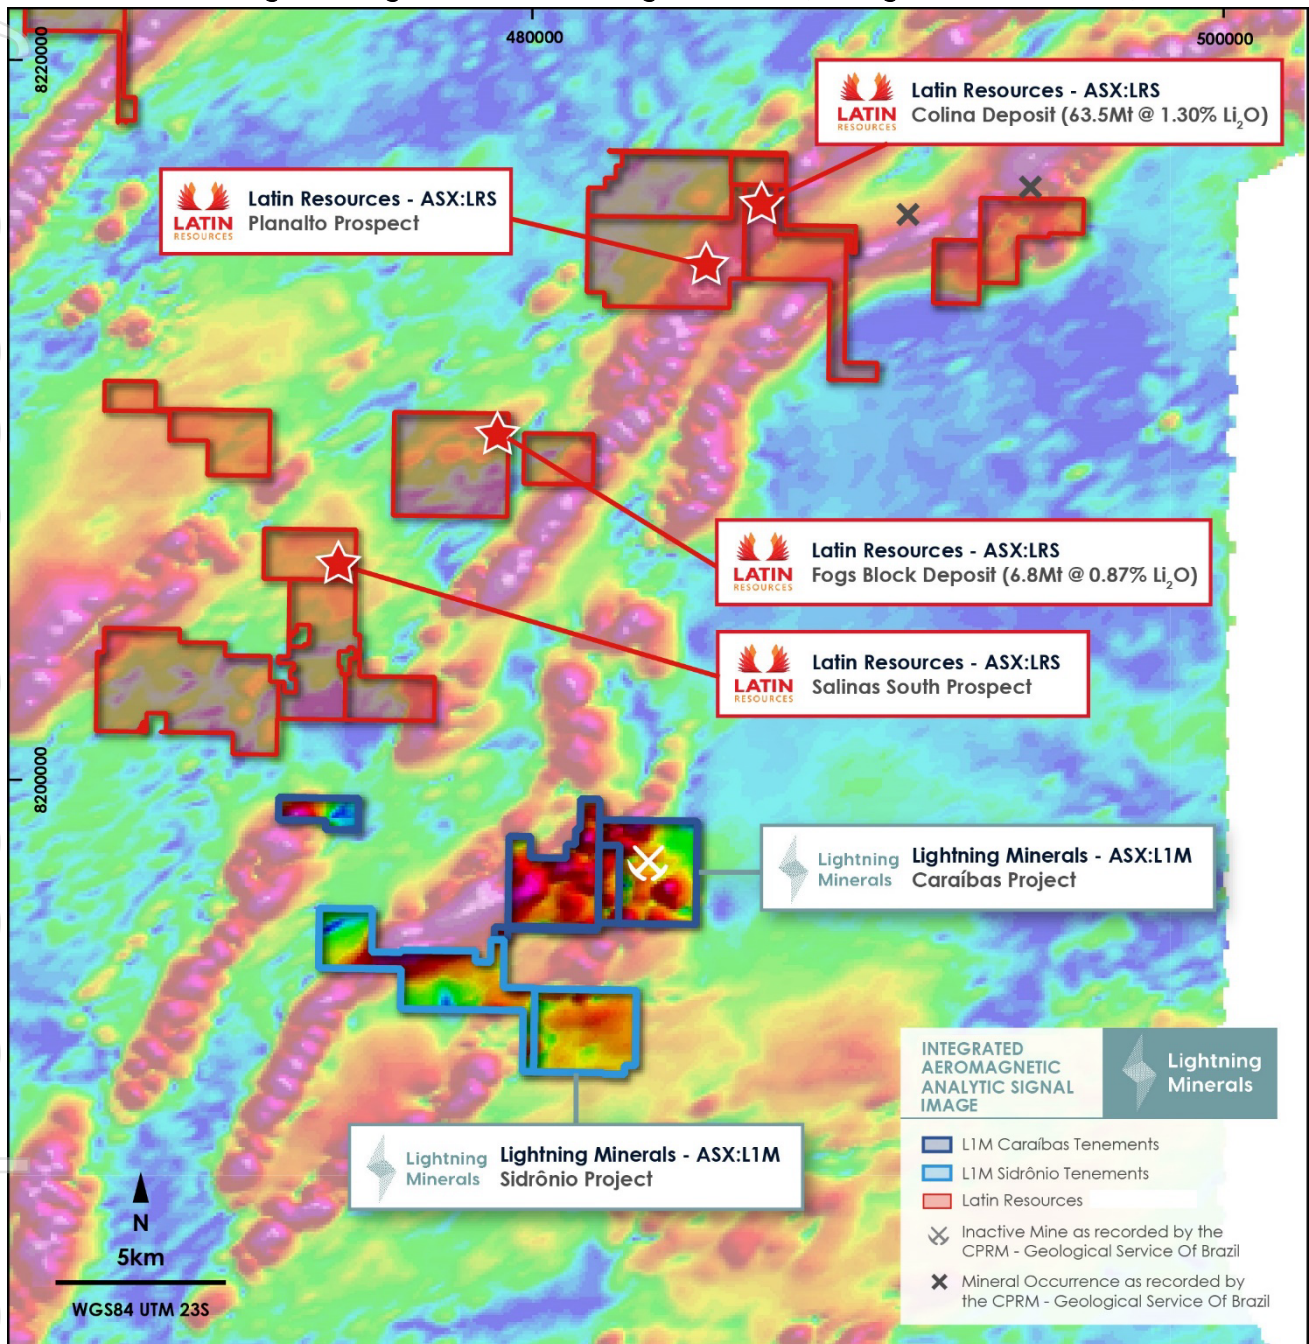 480000
500000
8220000
Latin Resources - ASX:LRS
Colina Deposit (63.5Mt @ 1.30% Li₂O)
LATIN
RESOURCES
Latin Resources - ASX:LRS
Planalto Prospect
LATIN
RESOURCES
Latin Resources - ASX:LRS
Fogs Block Deposit (6.8Mt @ 0.87% Li₂O)
LATIN
RESOURCES
Latin Resources - ASX:LRS
Salinas South Prospect
LATIN
RESOURCES
8200000
Lightning
Minerals
Lightning Minerals - ASX:L1M
Caraíbas Project
Lightning
Minerals
Lightning Minerals - ASX:L1M
Sidrônio Project
INTEGRATED
AEROMAGNETIC
ANALYTIC SIGNAL
IMAGE
Lightning
Minerals
L1M Caraíbas Tenements
L1M Sidrônio Tenements
Latin Resources
Inactive Mine as recorded by the
CPRM - Geological Service Of Brazil
Mineral Occurrence as recorded by
the CPRM - Geological Service Of Brazil
N
5km
WGS84 UTM 23S